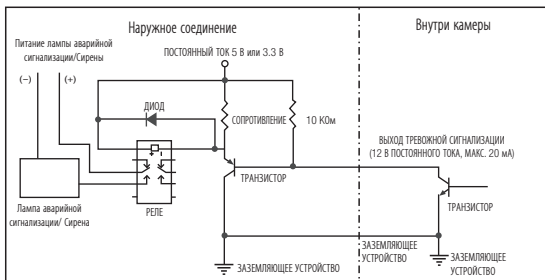 Наружное соединение
Внутри камеры
Питание лампы аварийной
сигнализации/Сирены
(–)
(+)
ПОСТОЯННЫЙ ТОК 5 В или 3.3 В
ДИОД
СОПРОТИВЛЕНИЕ
10 КОм
ВЫХОД ТРЕВОЖНОЙ СИГНАЛИЗАЦИИ
(12 В ПОСТОЯННОГО ТОКА, МАКС. 20 мА)
ТРАНЗИСТОР
ТРАНЗИСТОР
Лампа аварийной
сигнализации/ Сирена
РЕЛЕ
ЗАЗЕМЛЯЮЩЕЕ УСТРОЙСТВО
ЗАЗЕМЛЯЮЩЕЕ
УСТРОЙСТВО
ЗАЗЕМЛЯЮЩЕЕ
УСТРОЙСТВО